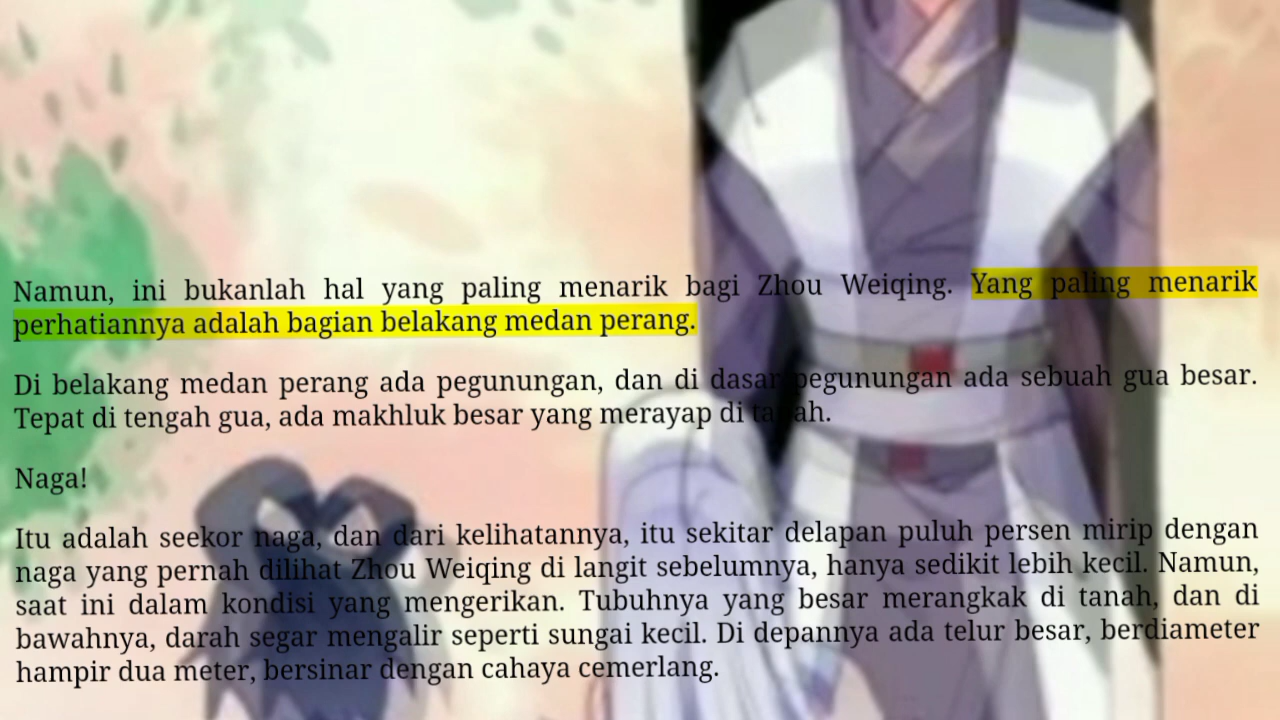 Namun, ini bukanlah hal yang paling menarik bagi Zhou Weiqing. Yang paling menarik
perhatiannya adalah bagian belakang medan perang.
Di belakang medan perang ada pegunungan, dan di dasar pegunungan ada sebuah gua besar.
Tepat di tengah gua, ada makhluk besar yang merayap di tanah.
Naga!
Itu adalah seekor naga, dan dari kelihatannya, itu sekitar delapan puluh persen mirip dengan
naga yang pernah dilihat Zhou Weiqing di langit sebelumnya, hanya sedikit lebih kecil. Namun,
saat ini dalam kondisi yang mengerikan. Tubuhnya yang besar merangkak di tanah, dan di
bawahnya, darah segar mengalir seperti sungai kecil. Di depannya ada telur besar, berdiameter
hampir dua meter, bersinar dengan cahaya cemerlang.